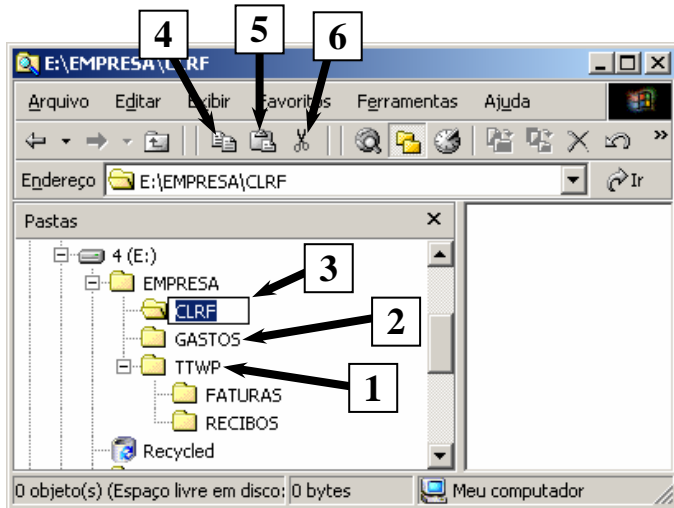 4 5 6
E:\EMPRESA\CLRF
Arquivo Editar Exibir Favoritos Ferramentas Ajuda
»
Endereço E:\EMPRESA\CLRF Ir
Pastas ×
4 (E:)
EMPRESA
3
CLRF
2
GASTOS
TTWP
1
FATURAS
RECIBOS
Recycled
0 objeto(s) (Espaço livre em disco: 0 bytes Meu computador